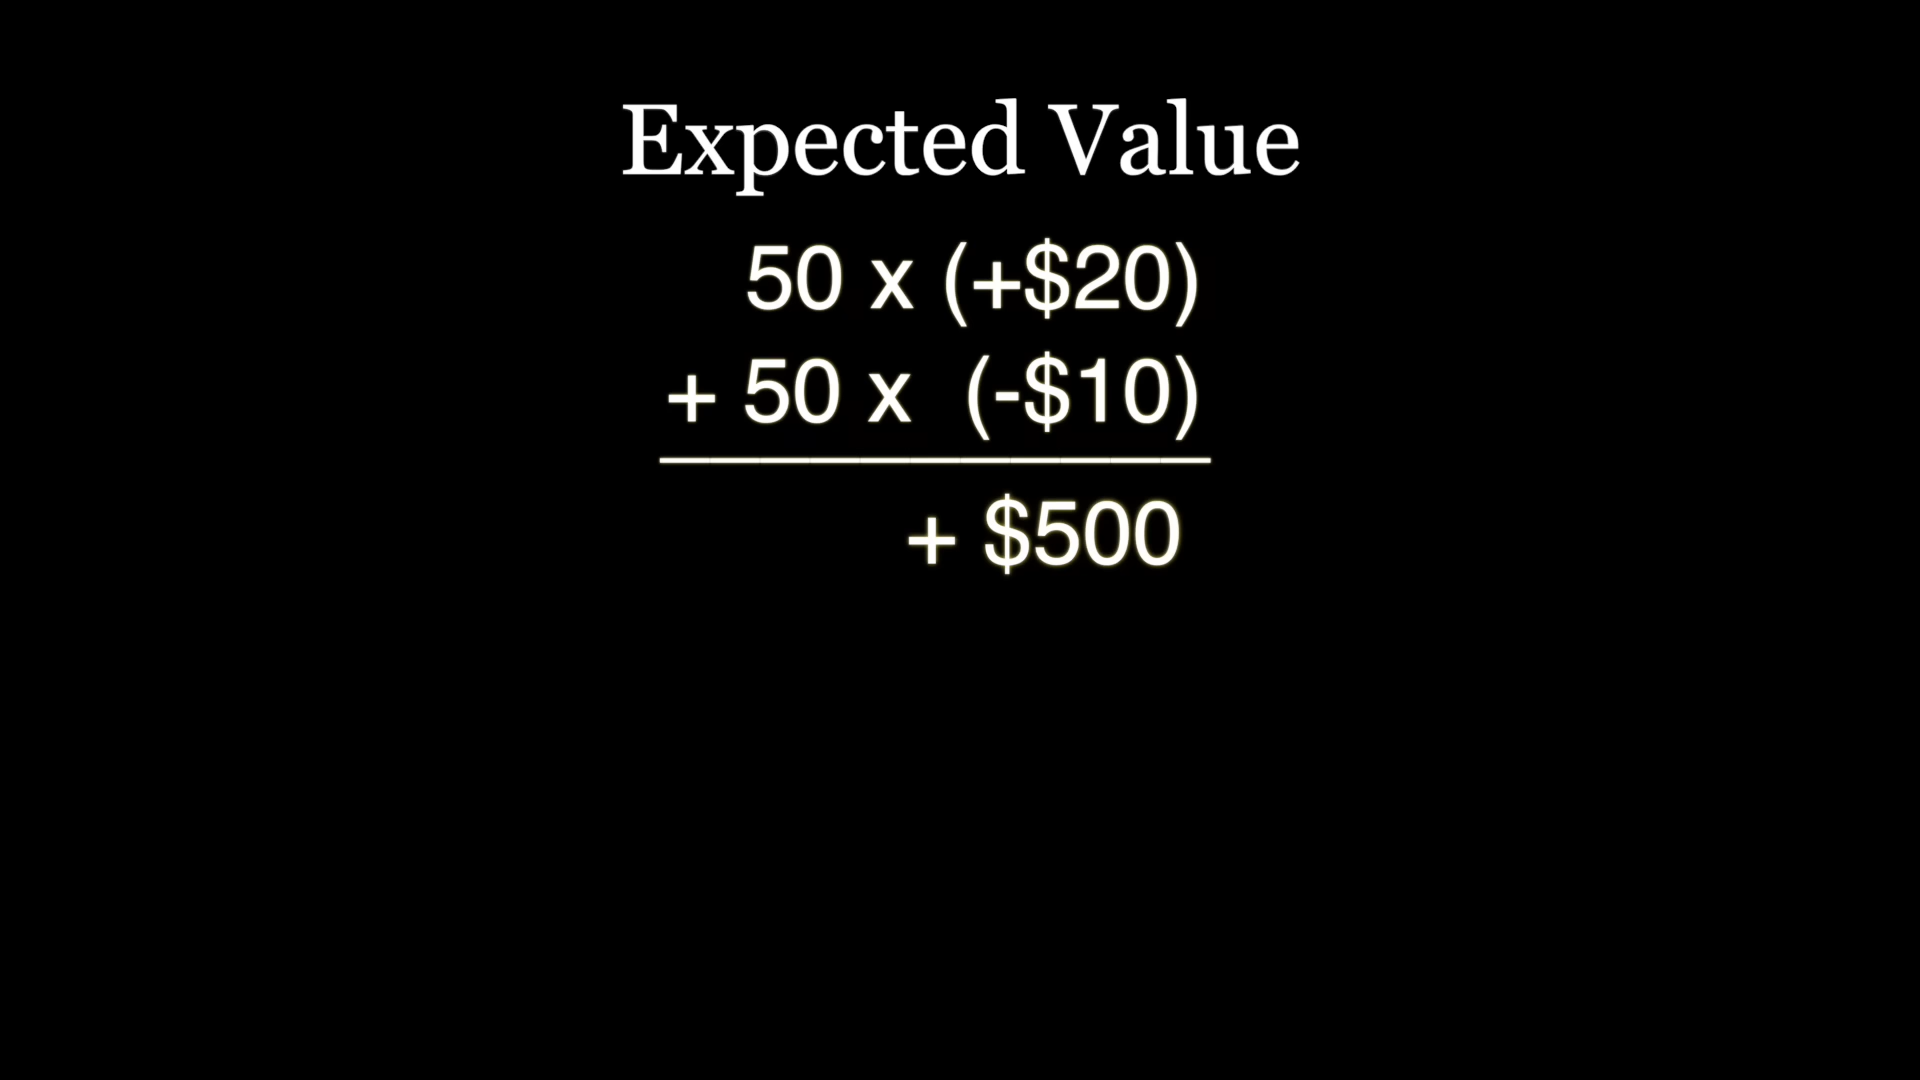 Expected Value
50 x (+$20)
+ 50 x (-$10)
+ $500